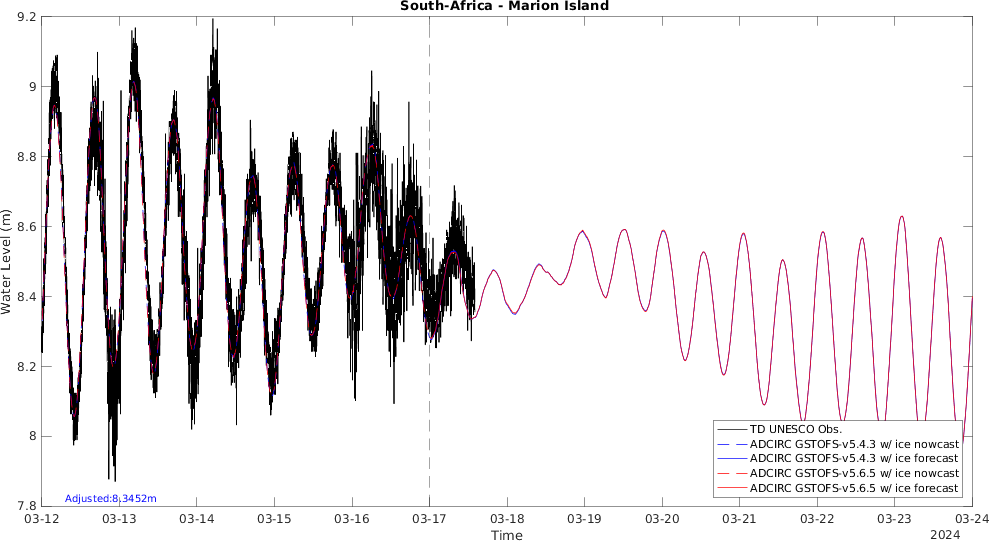 South-Africa - Marion Island
9.2
9
8.8
8.6
8.4
8.2
8
7.8
Water Level (m)
Adjusted:8.3452m
TD UNESCO Obs.
ADCIRC GSTOFS-v5.4.3 w/ ice nowcast
ADCIRC GSTOFS-v5.4.3 w/ ice forecast
ADCIRC GSTOFS-v5.6.5 w/ ice nowcast
ADCIRC GSTOFS-v5.6.5 w/ ice forecast
03-12 03-13 03-14 03-15 03-16 03-17 03-18 03-19 03-20 03-21 03-22 03-23 03-24
Time
2024